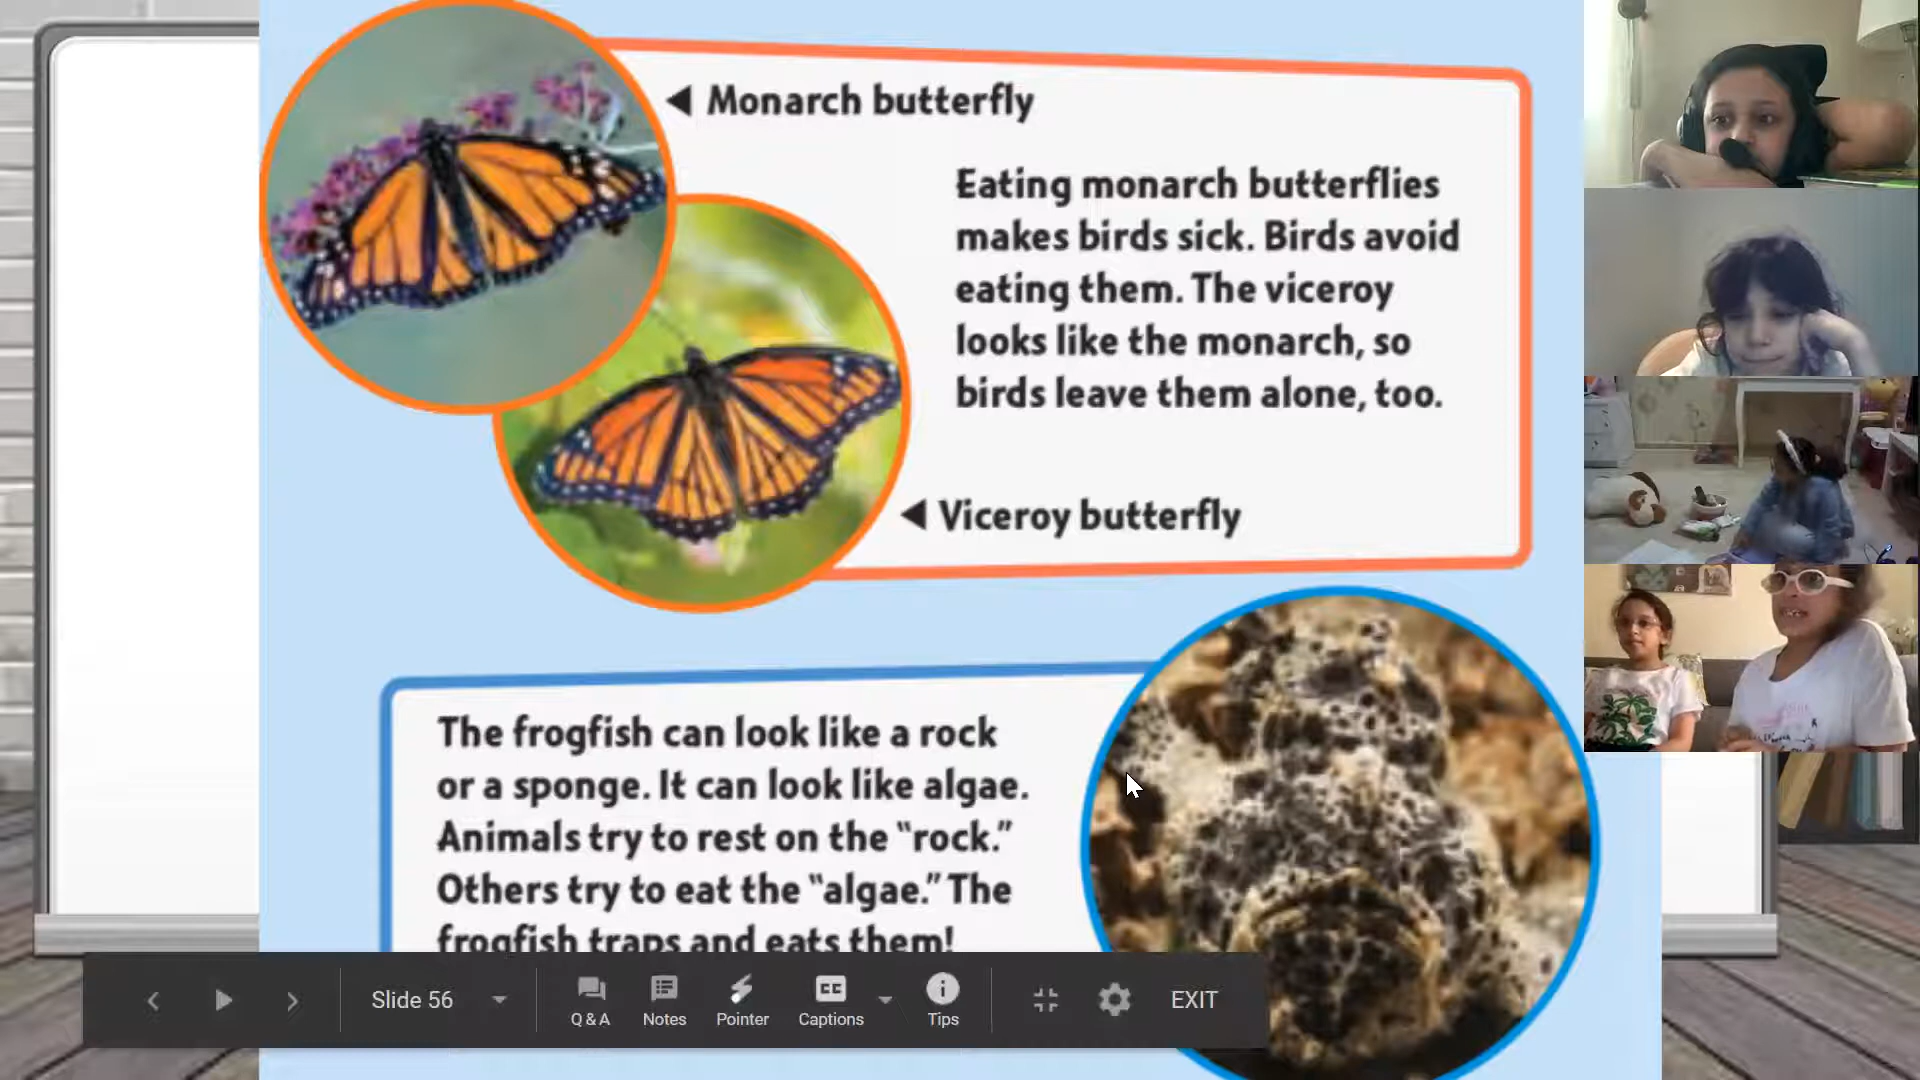 Monarch butterfly
Eating monarch butterflies
makes birds sick. Birds avoid
eating them. The viceroy
looks like the monarch, so
birds leave them alone, too.
Viceroy butterfly
The frogfish can look like a rock
or a sponge. It can look like algae.
Animals try to rest on the “rock.”
Others try to eat the “algae.” The
frogfish traps and eats them!
Slide 56
Q & A
Notes
Pointer
CC
Captions
Tips
EXIT